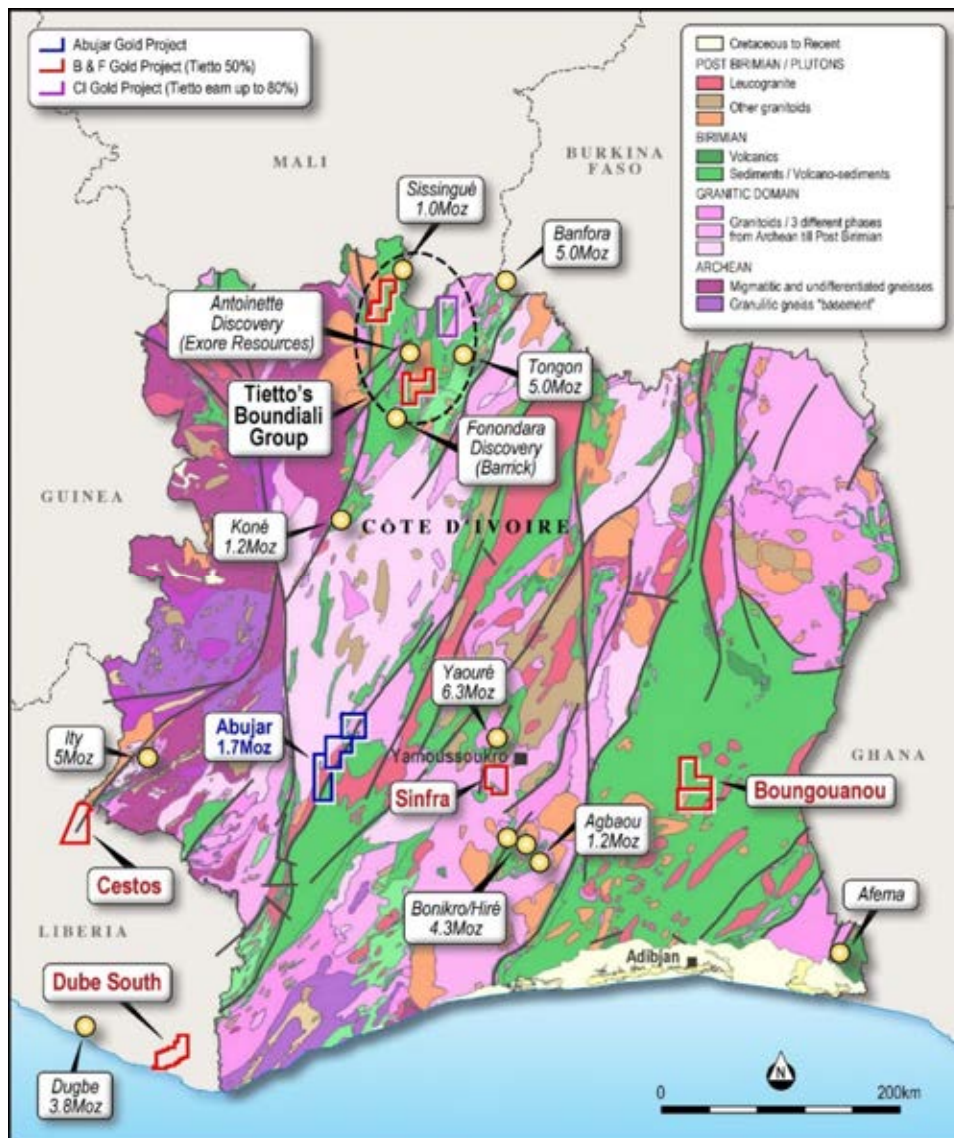 Abujar Gold Project
B & F Gold Project (Tietto 50%)
CI Gold Project (Tietto earn up to 80%)
Cretaceous to Recent
POST BIRIMIAN / PLUTONS
Leucogranite
Other granitoids
BIRIMIAN
Volcanics
Sediments / Volcano-sediments
GRANITIC DOMAIN
Granitoids / 3 different phases
from Archean till Post Birimian
ARCHEAN
Migmatitic and undifferentiated gneisses
Granulitic gneiss "basement"
MALI
BURKINA
FASO
Sissingué
1.0Moz
Banfora
5.0Moz
Antoinette
Discovery
(Exore Resources)
Tongon
5.0Moz
Tietto's
Boundiali
Group
Fonondara
Discovery
(Barrick)
GUINEA
Koné
1.2Moz
CÔTE D'IVOIRE
Yaouré
6.3Moz
Abujar
1.7Moz
Ity
5Moz
Yamoussoukro
GHANA
Sinfra
Boungouanou
Agbaou
1.2Moz
Cestos
Bonikro/Hiré
4.3Moz
Afema
LIBERIA
Adibjan
Dube South
Dugbe
3.8Moz
N
0
200km